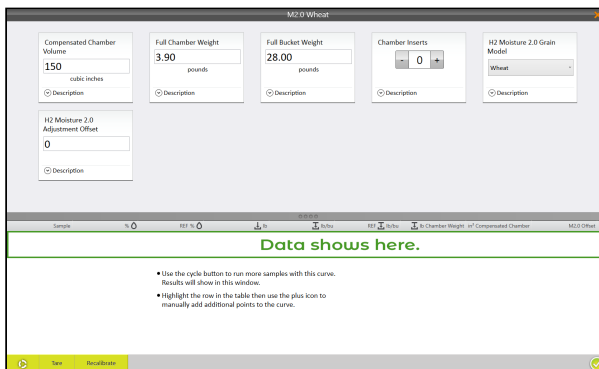 M2.0 Wheat
Compensated Chamber
Volume
150
cubic inches
Description
Full Chamber Weight
3.90
pounds
Description
Full Bucket Weight
28.00
pounds
Description
Chamber Inserts
- 0 +
Description
H2 Moisture 2.0 Grain
Model
Wheat
Description
H2 Moisture 2.0
Adjustment Offset
0
Description
Sample % REF % lb lb/bu REF lb/bu lb Chamber Weight in³ Compensated Chamber M2.0 Offset
Data shows here.
• Use the cycle button to run more samples with this curve.
Results will show in this window.
• Highlight the row in the table then use the plus icon to
manually add additional points to the curve.
Tare Recalibrate